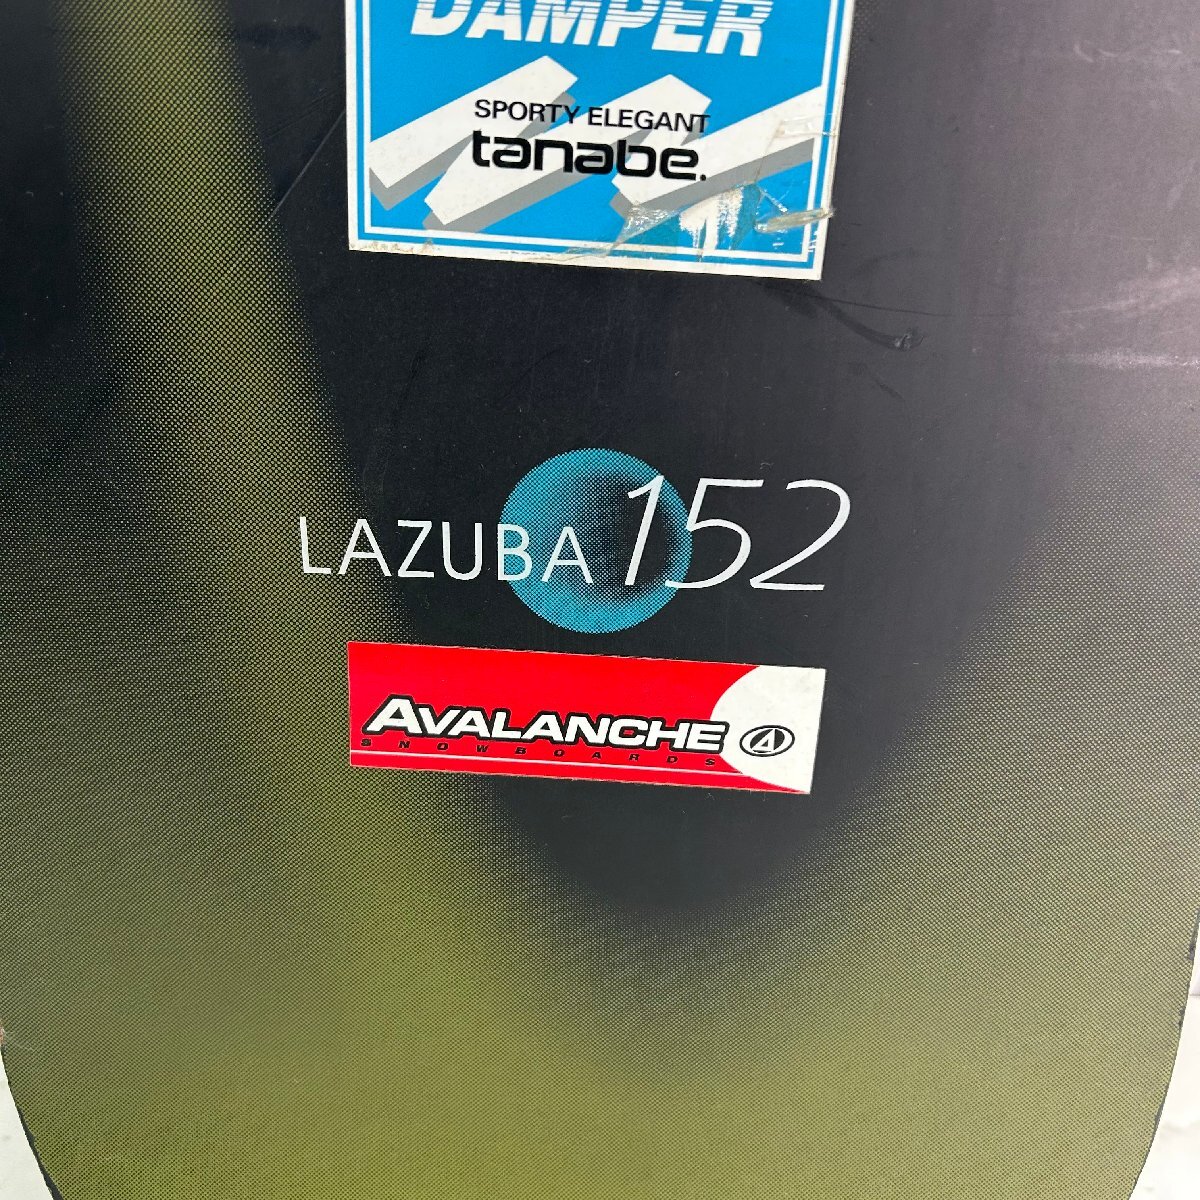 DAMPER
SPORTY ELEGANT
tanabe.
LAZUBA 152
AVALANCHE
SNOWBOARDS